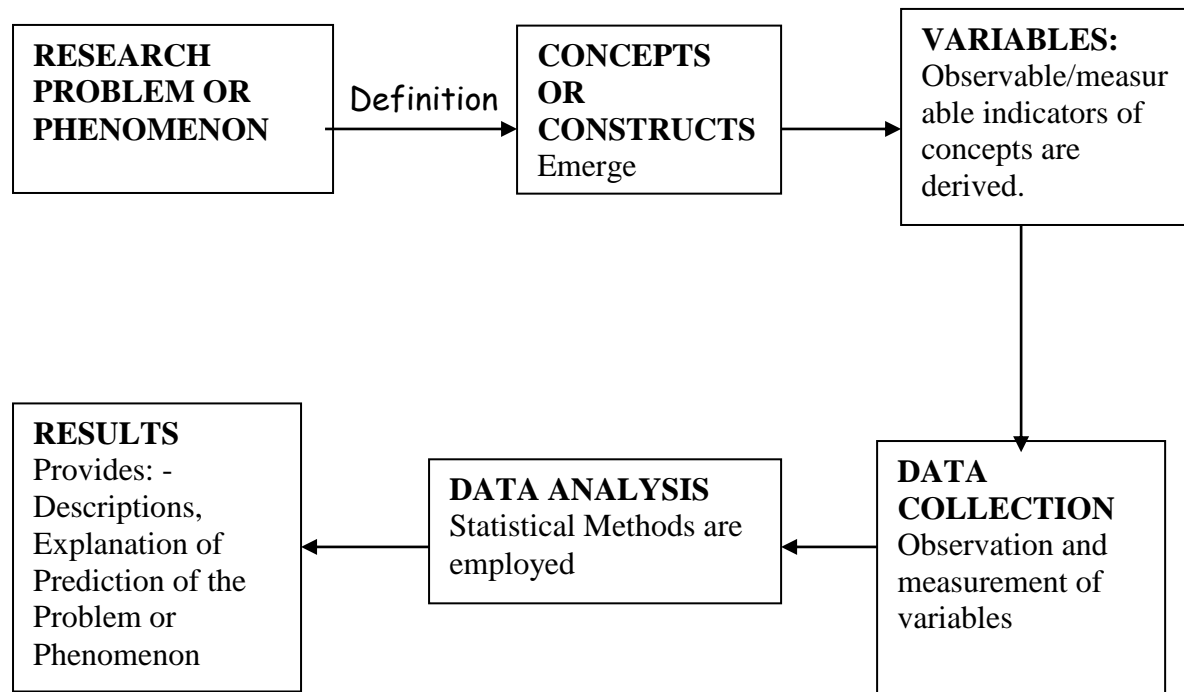 RESEARCH
PROBLEM OR
PHENOMENON
Definition
CONCEPTS
OR
CONSTRUCTS
Emerge
VARIABLES:
Observable/measur
able indicators of
concepts are
derived.
RESULTS
Provides: -
Descriptions,
Explanation of
Prediction of the
Problem or
Phenomenon
DATA ANALYSIS
Statistical Methods are
employed
DATA
COLLECTION
Observation and
measurement of
variables